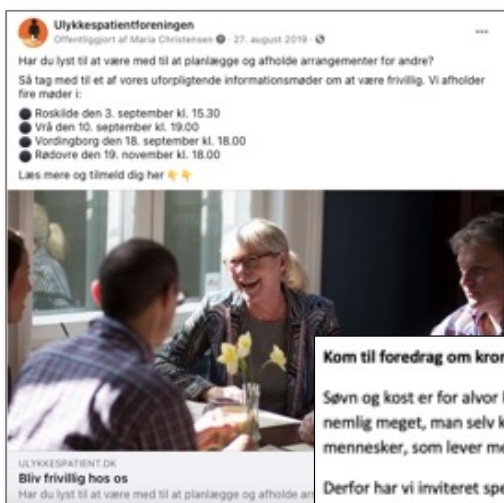 Ulykkespatientforeningen
Offentliggjort af Maria Christensen · 27. august 2019 ·
Har du lyst til at være med til at planlægge og afholde arrangementer for andre?
Så tag med til et af vores uforpligtende informationsmøder om at være frivillig. Vi afholder
fire møder i:
Roskilde den 3. september kl. 15.30
Vrå den 10. september kl. 19.00
Vordingborg den 18. september kl. 18.00
Rødovre den 19. november kl. 18.00
Læs mere og tilmeld dig her 👇👇
ULYKKESPATIENT.DK
Bliv frivillig hos os
Har du lyst til at være med til at planlægge og afholde
Kom til foredrag om
Søvn og kost er for alvor
nemlig meget, man selv
mennesker, som lever
Derfor har vi inviteret